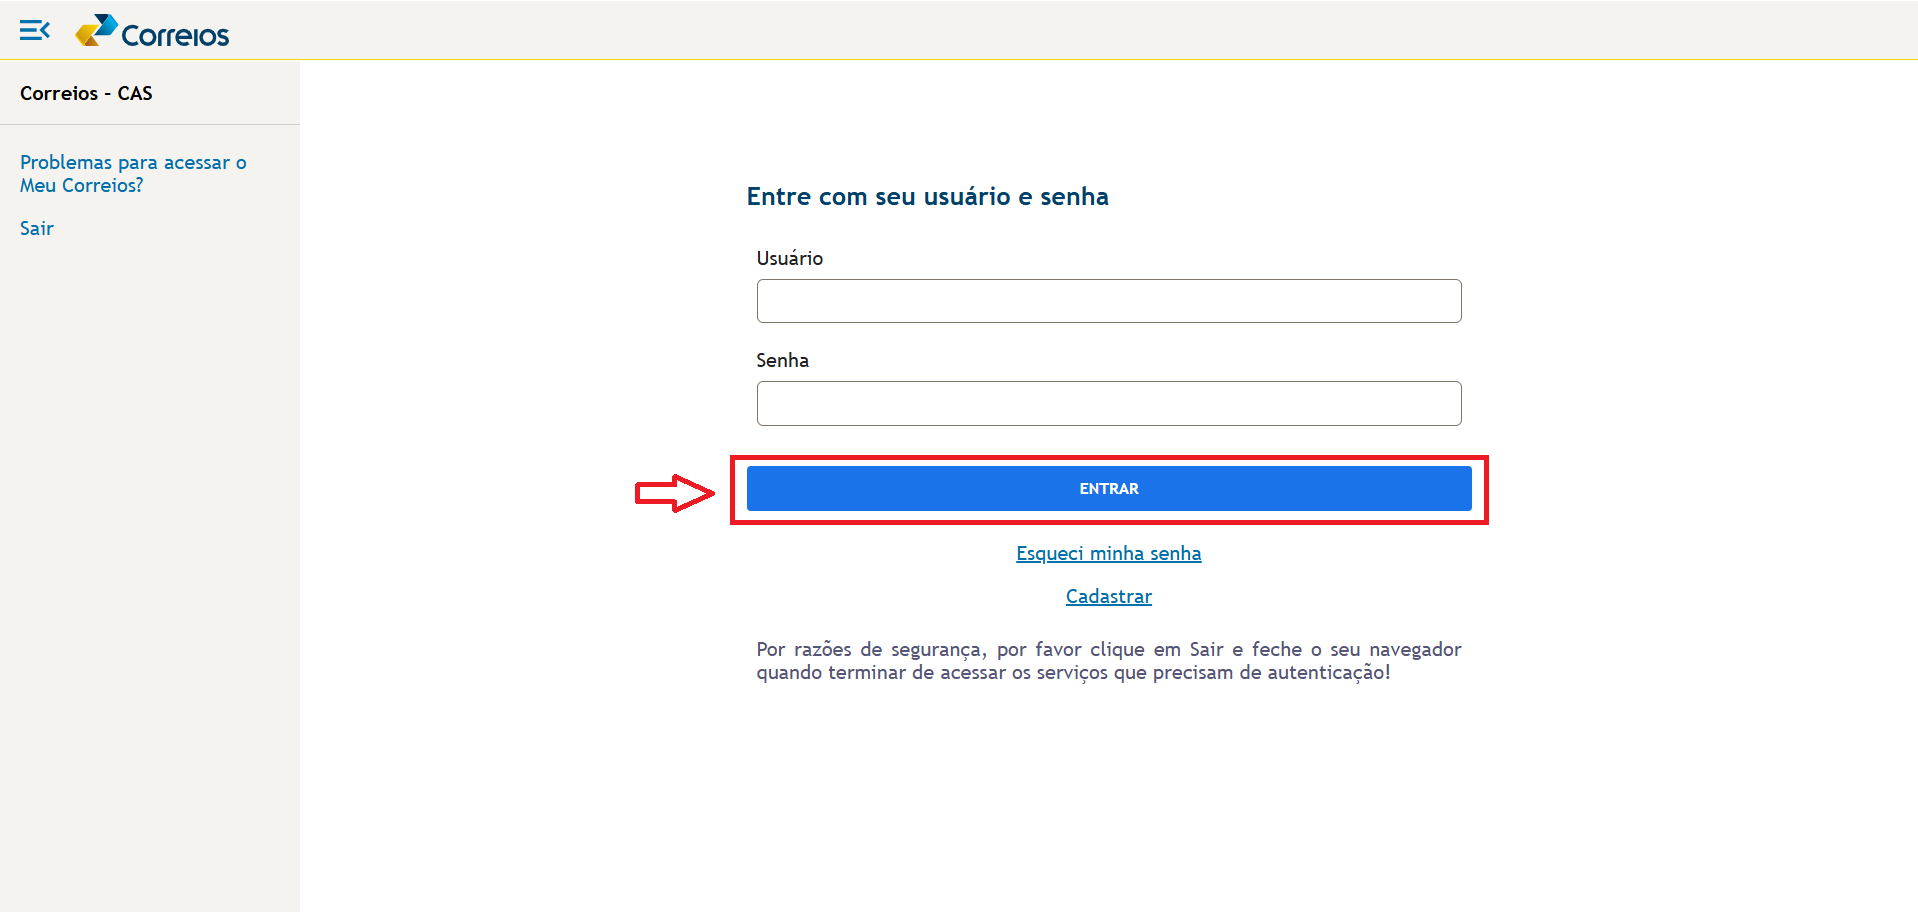 Correios
Correios - CAS
Problemas para acessar o
Meu Correios?
Sair
Entre com seu usuário e senha
Usuário
Senha
ENTRAR
Esqueci minha senha
Cadastrar
Por razões de segurança, por favor clique em Sair e feche o seu navegador
quando terminar de acessar os serviços que precisam de autenticação!